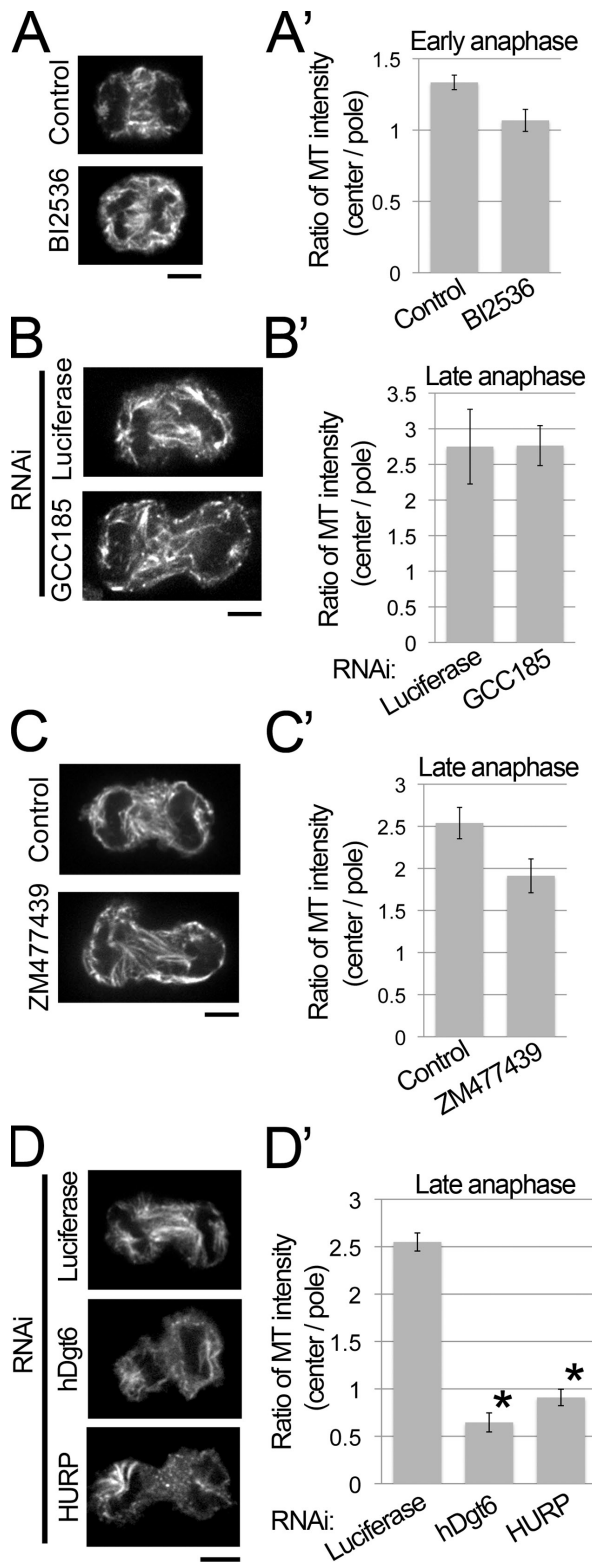 A
Control
BI2536
A'
Early anaphase
Ratio of MT intensity
(center / pole)
1.5
1
0.5
0
Control
BI2536
B
RNAi
Luciferase
GCC185
B'
Late anaphase
Ratio of MT intensity
(center / pole)
3.5
3
2.5
2
1.5
1
0.5
0
RNAi:
Luciferase
GCC185
C
Control
ZM477439
C'
Late anaphase
Ratio of MT intensity
(center / pole)
3
2.5
2
1.5
1
0.5
0
Control
ZM477439
D
RNAi
Luciferase
hDgt6
HURP
D'
Late anaphase
Ratio of MT intensity
(center / pole)
3
2.5
2
1.5
1
0.5
0
*
*
RNAi:
Luciferase
hDgt6
HURP